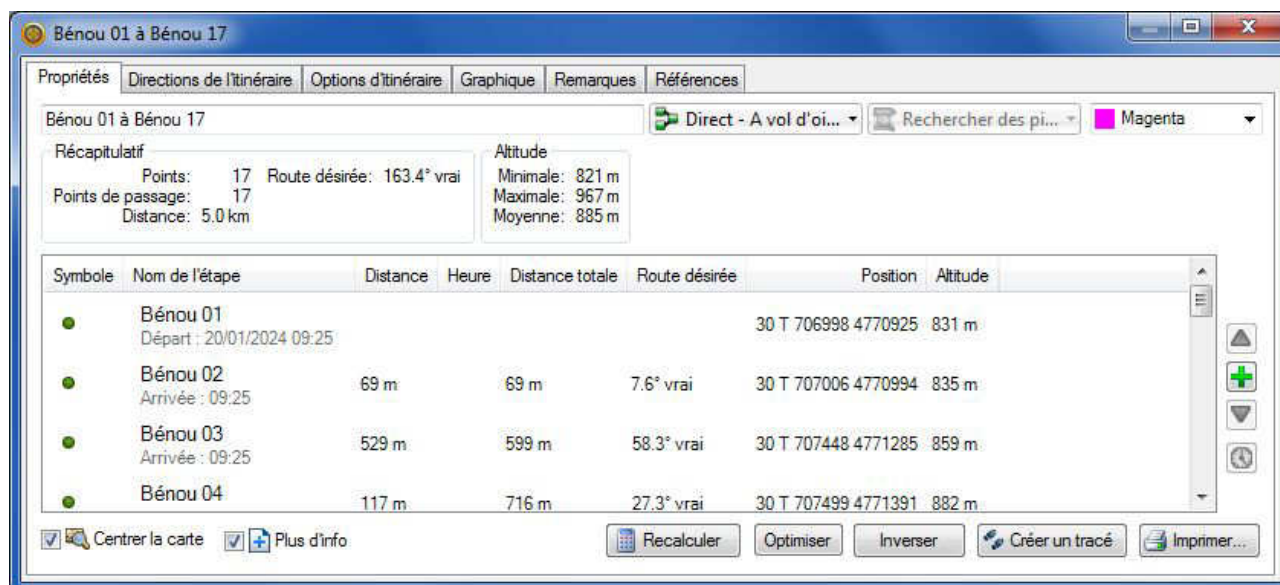 Bénou 01 à Bénou 17
Propriétés Directions de l'itinéraire Options d'itinéraire Graphique Remarques Références
Bénou 01 à Bénou 17 Direct - A vol d'oi... Rechercher des pi... Magenta
Récapitulatif Altitude
Points: 17 Route désirée: 163.4° vrai Minimale: 821 m
Points de passage: 17 Maximale: 967 m
Distance: 5.0 km Moyenne: 885 m
Symbole Nom de l'étape Distance Heure Distance totale Route désirée Position Altitude
Bénou 01 30 T 706998 4770925 831 m
Départ : 20/01/2024 09:25
Bénou 02 69 m 69 m 7.6° vrai 30 T 707006 4770994 835 m
Arrivée : 09:25
Bénou 03 529 m 599 m 58.3° vrai 30 T 707448 4771285 859 m
Arrivée : 09:25
Bénou 04 117 m 716 m 27.3° vrai 30 T 707499 4771391 882 m
Centrer la carte Plus d'info Recalculer Optimiser Inverser Créer un tracé Imprimer...